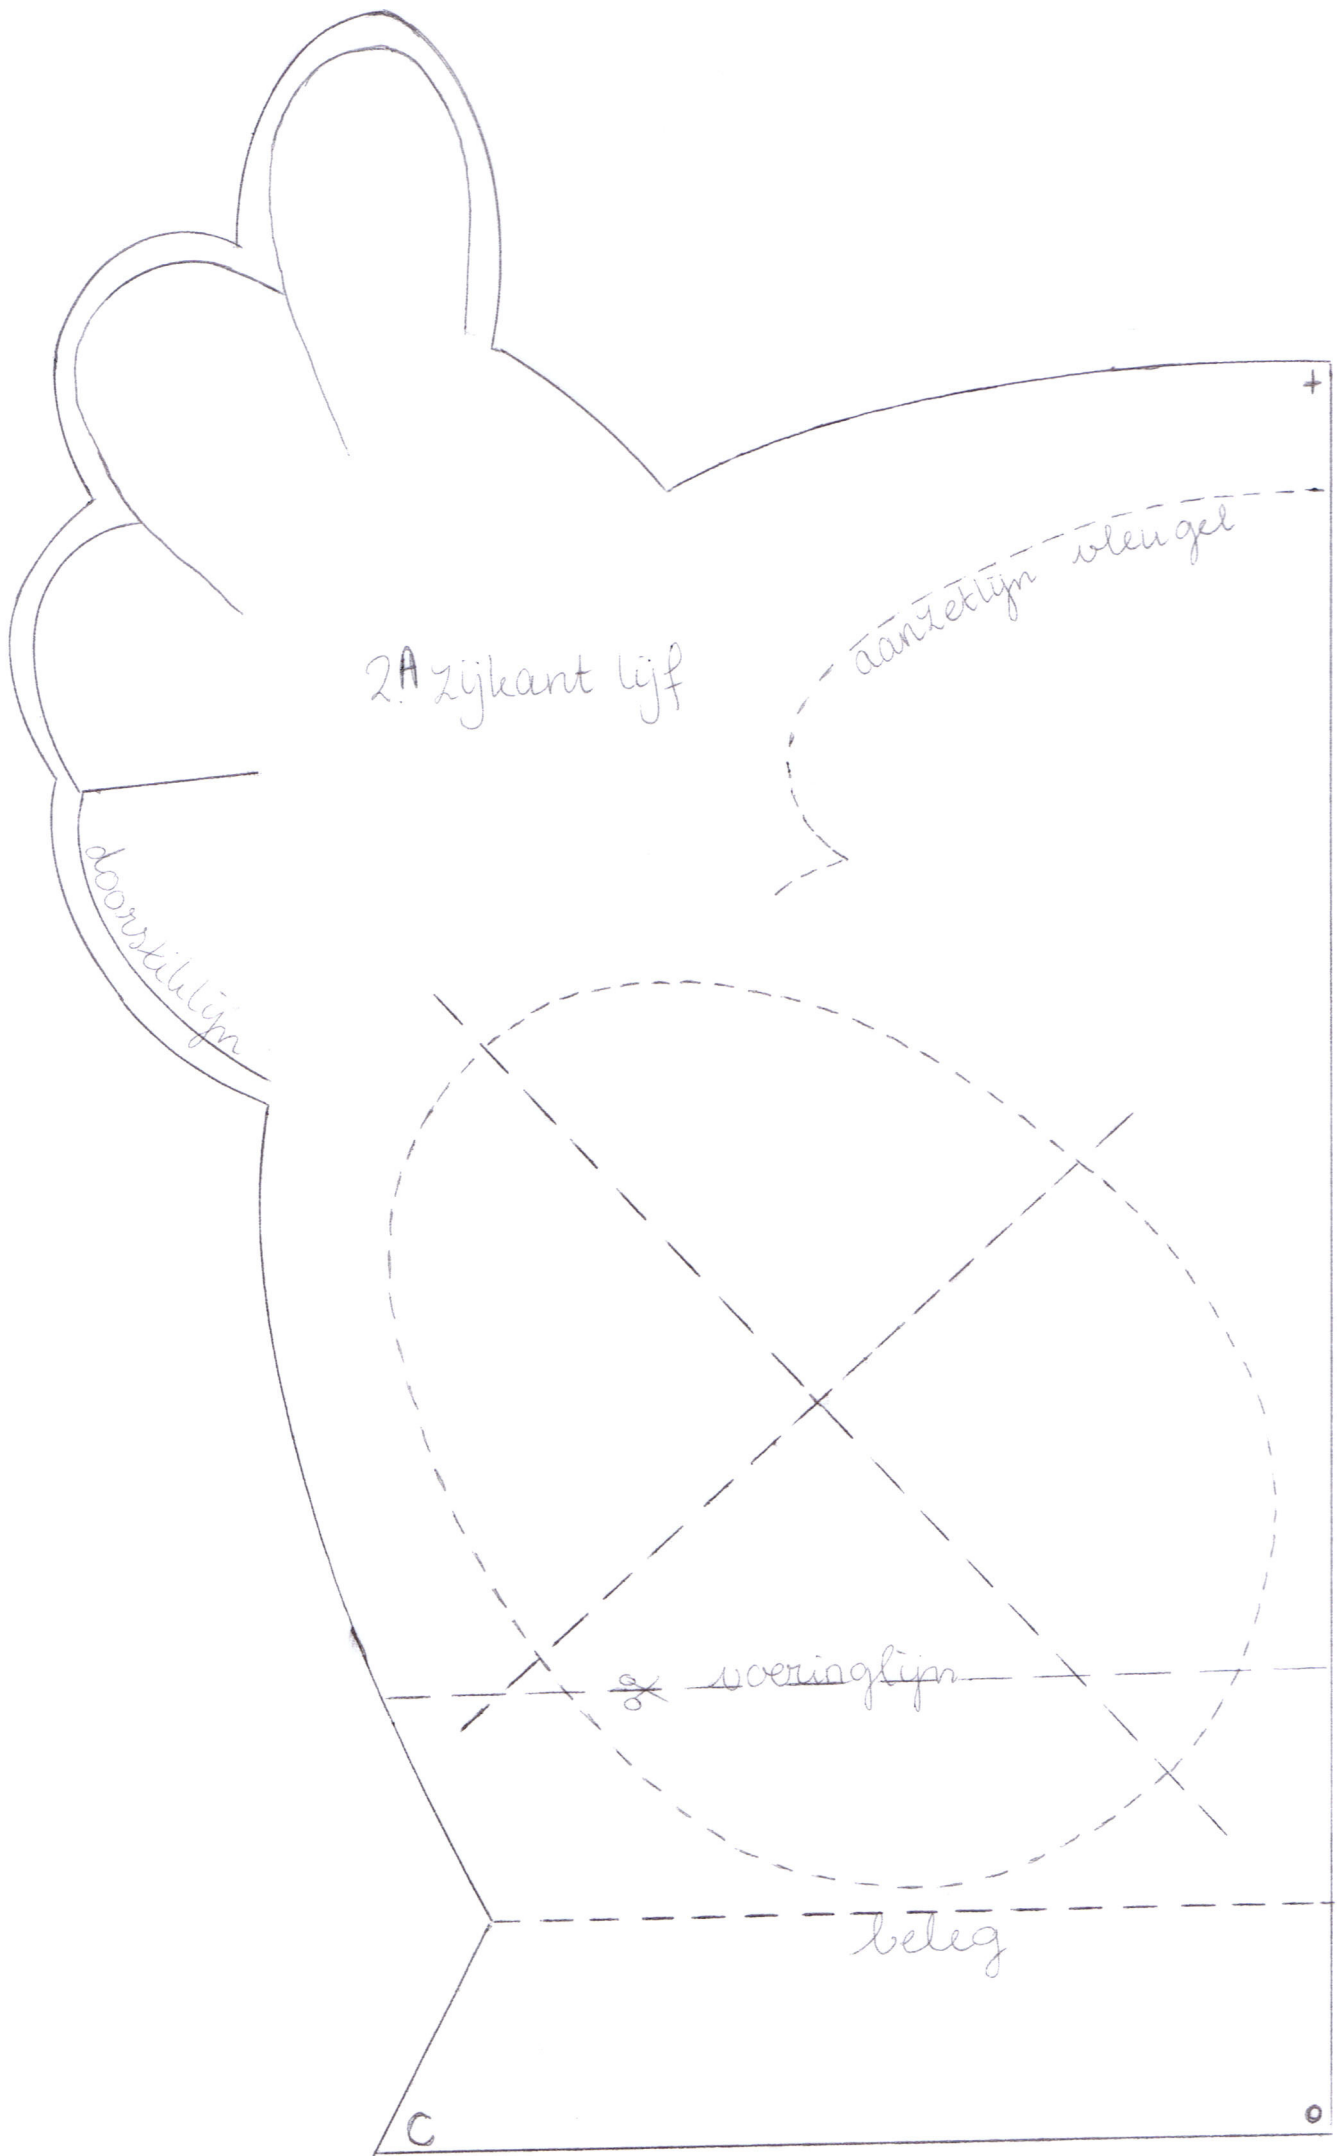 +
aanzetlijn vleugel
2A zijkant lijf
doorstiklijn
voeringlijn
beleg
C
o